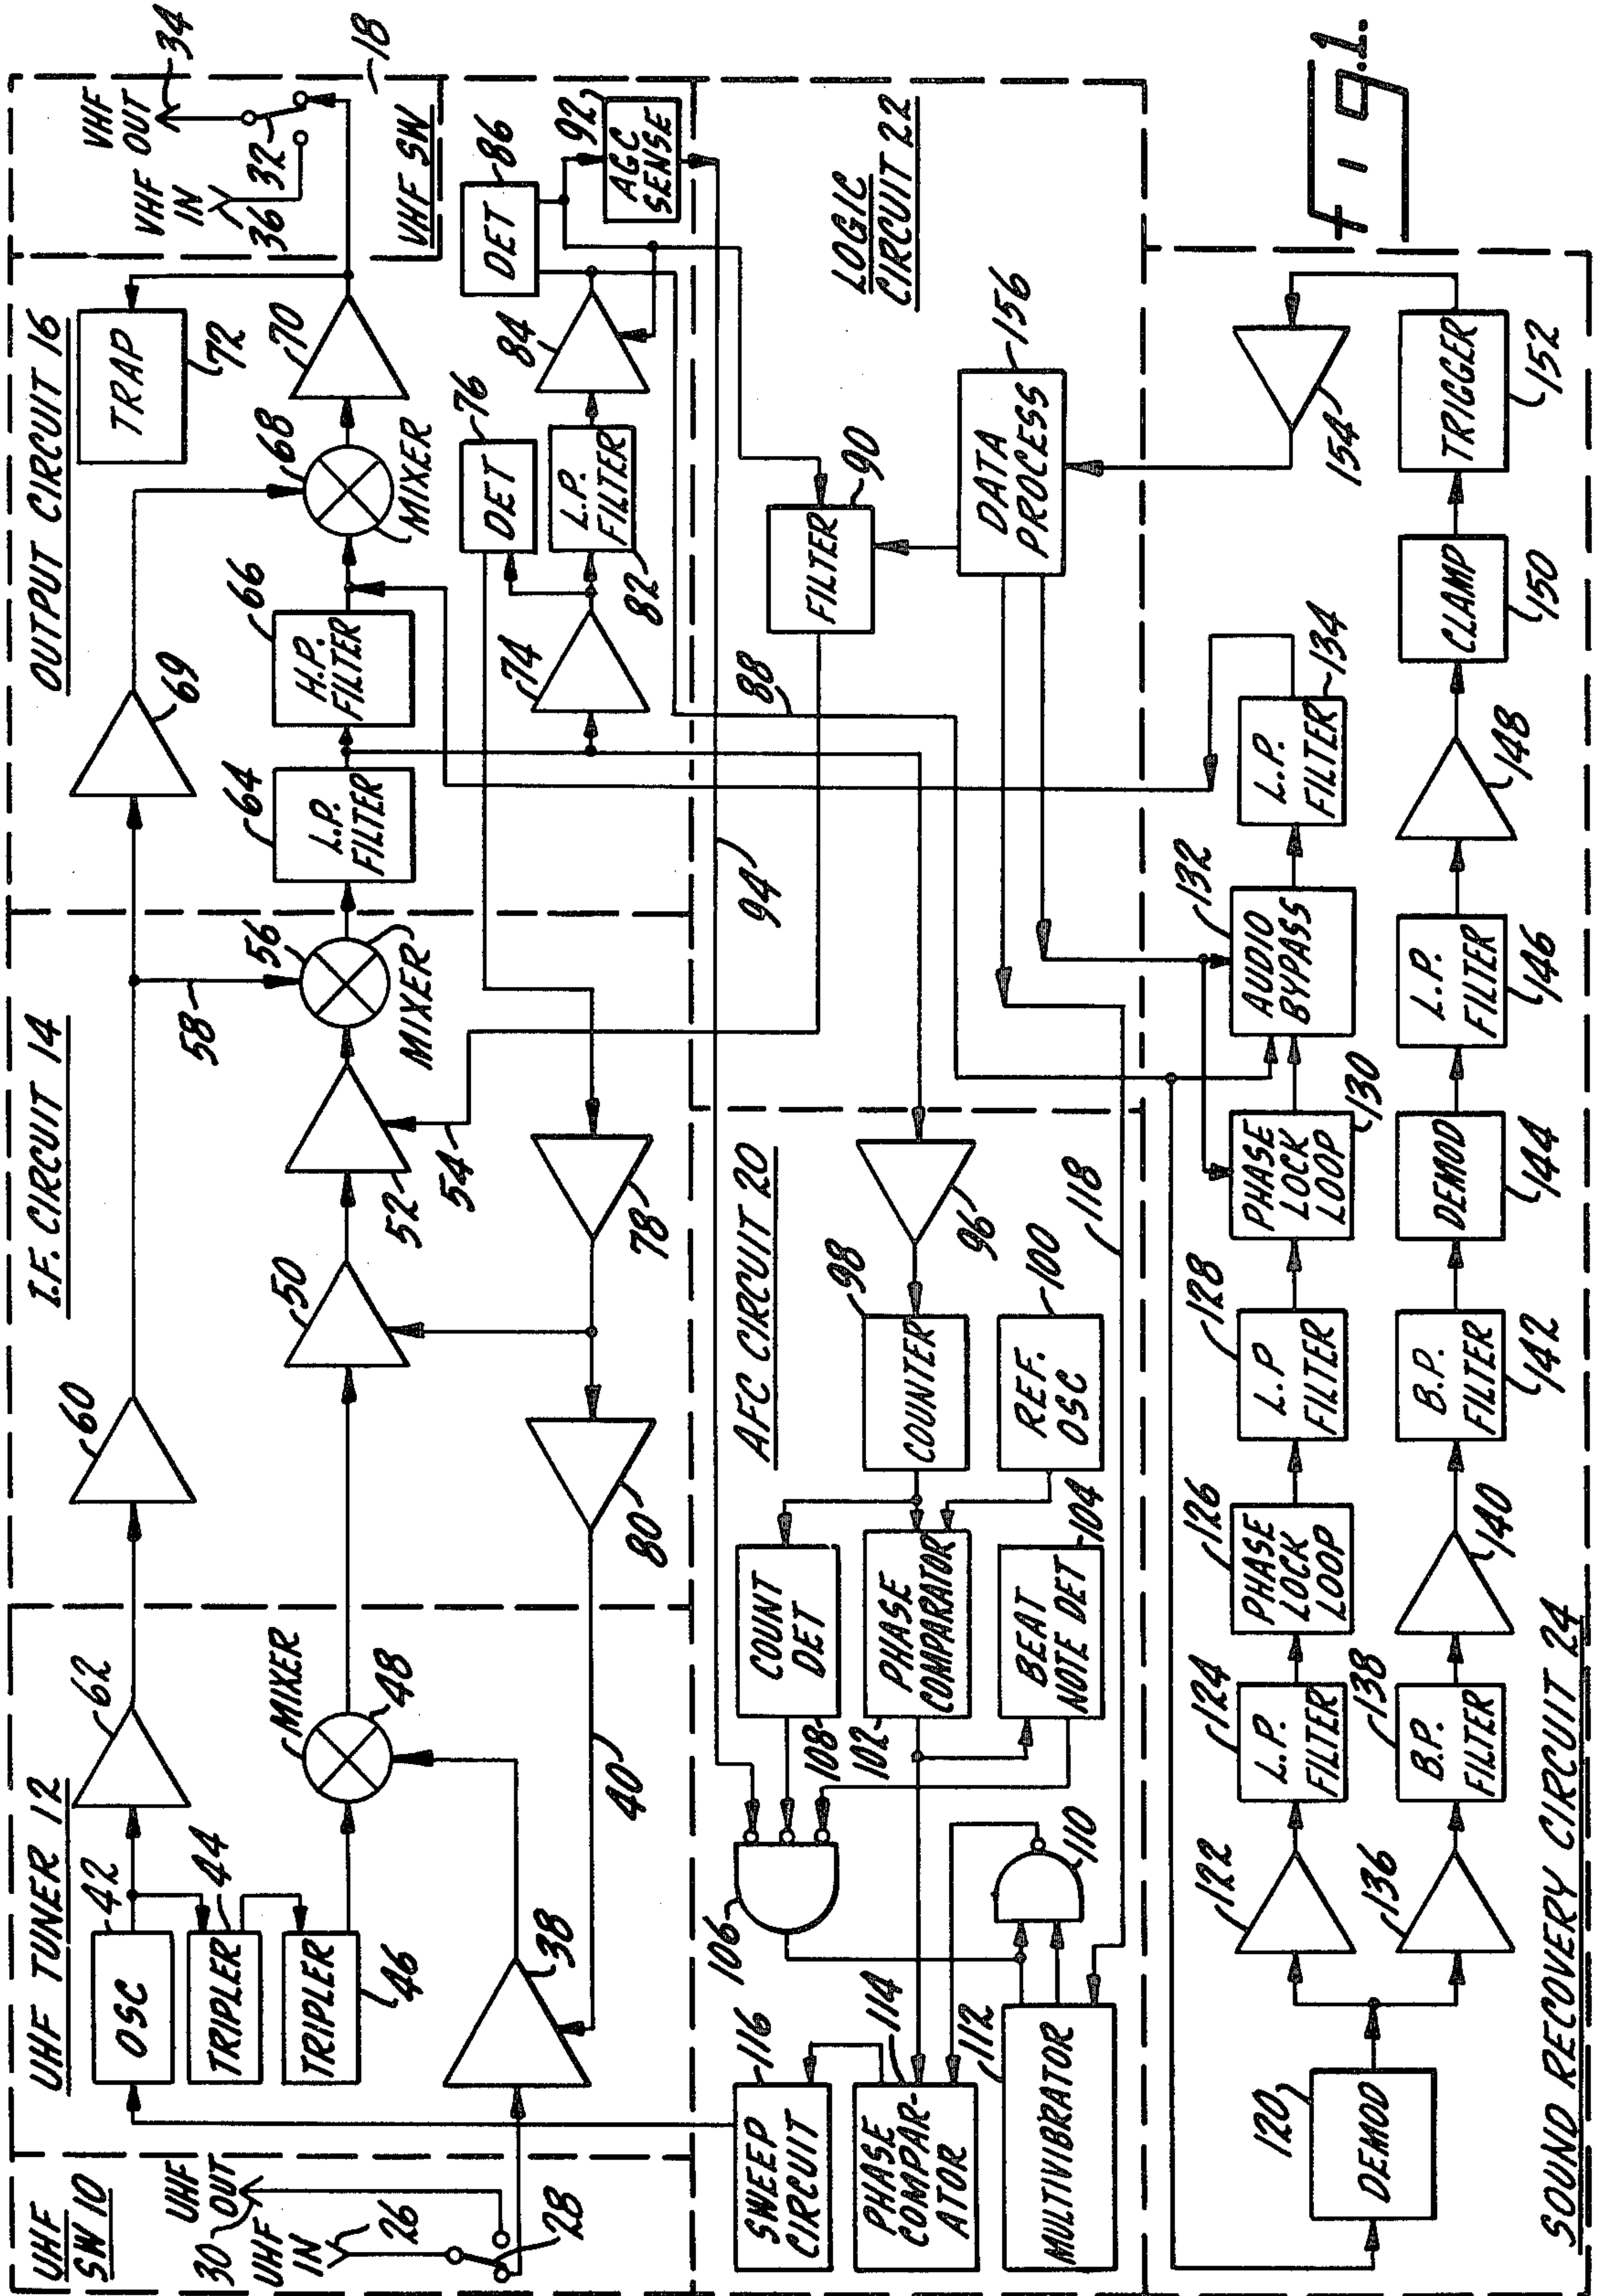 UHF
SW 10
UHF
OUT
30
UHF
IN
26
28
UHF TUNER 12
OSC
42
TRIPLER
44
TRIPLER
46
62
MIXER
48
38
40
I.F. CIRCUIT 14
60
50
52
54
58
56
MIXER
78
80
OUTPUT CIRCUIT 16
69
64
L.P.
FILTER
66
H.P.
FILTER
68
MIXER
70
TRAP
72
74
DET
76
L.P.
FILTER
82
84
DET
86
AGC
SENSE
92
VHF
OUT
34
VHF
IN
36
32
18
VHF SW
LOGIC
CIRCUIT 22
88
94
FILTER
90
DATA
PROCESS
156
AFC CIRCUIT 20
96
COUNTER
98
REF.
OSC
100
COUNT
DET
108
PHASE
COMPARATOR
102
BEAT
NOTE DET
104
106
110
SWEEP
CIRCUIT
116
PHASE
COMPAR-
ATOR
114
MULTIVIBRATOR
112
118
DEMOD
120
122
L.P.
FILTER
124
PHASE
LOCK
LOOP
126
L.P
FILTER
128
PHASE
LOCK
LOOP
130
AUDIO
BYPASS
132
L.P.
FILTER
134
136
B.P.
FILTER
138
140
B.P.
FILTER
142
DEMOD
144
L.P.
FILTER
146
148
CLAMP
150
TRIGGER
152
154
SOUND RECOVERY CIRCUIT 24
Fig.1.